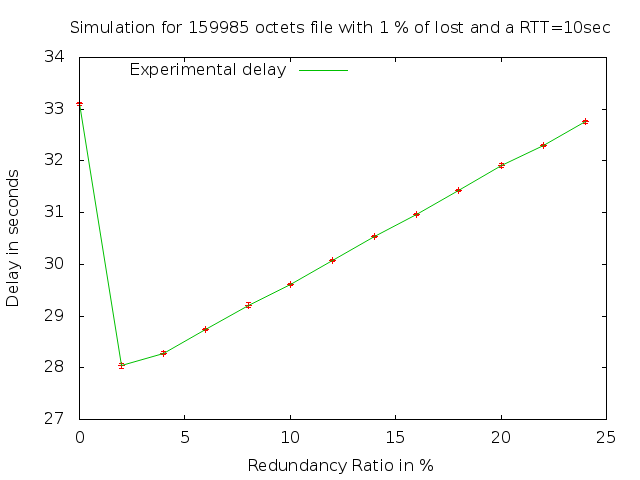 Simulation for 159985 octets file with 1 % of lost and a RTT=10sec
Experimental delay
34
33
32
31
30
29
28
27
Delay in seconds
0 5 10 15 20 25
Redundancy Ratio in %